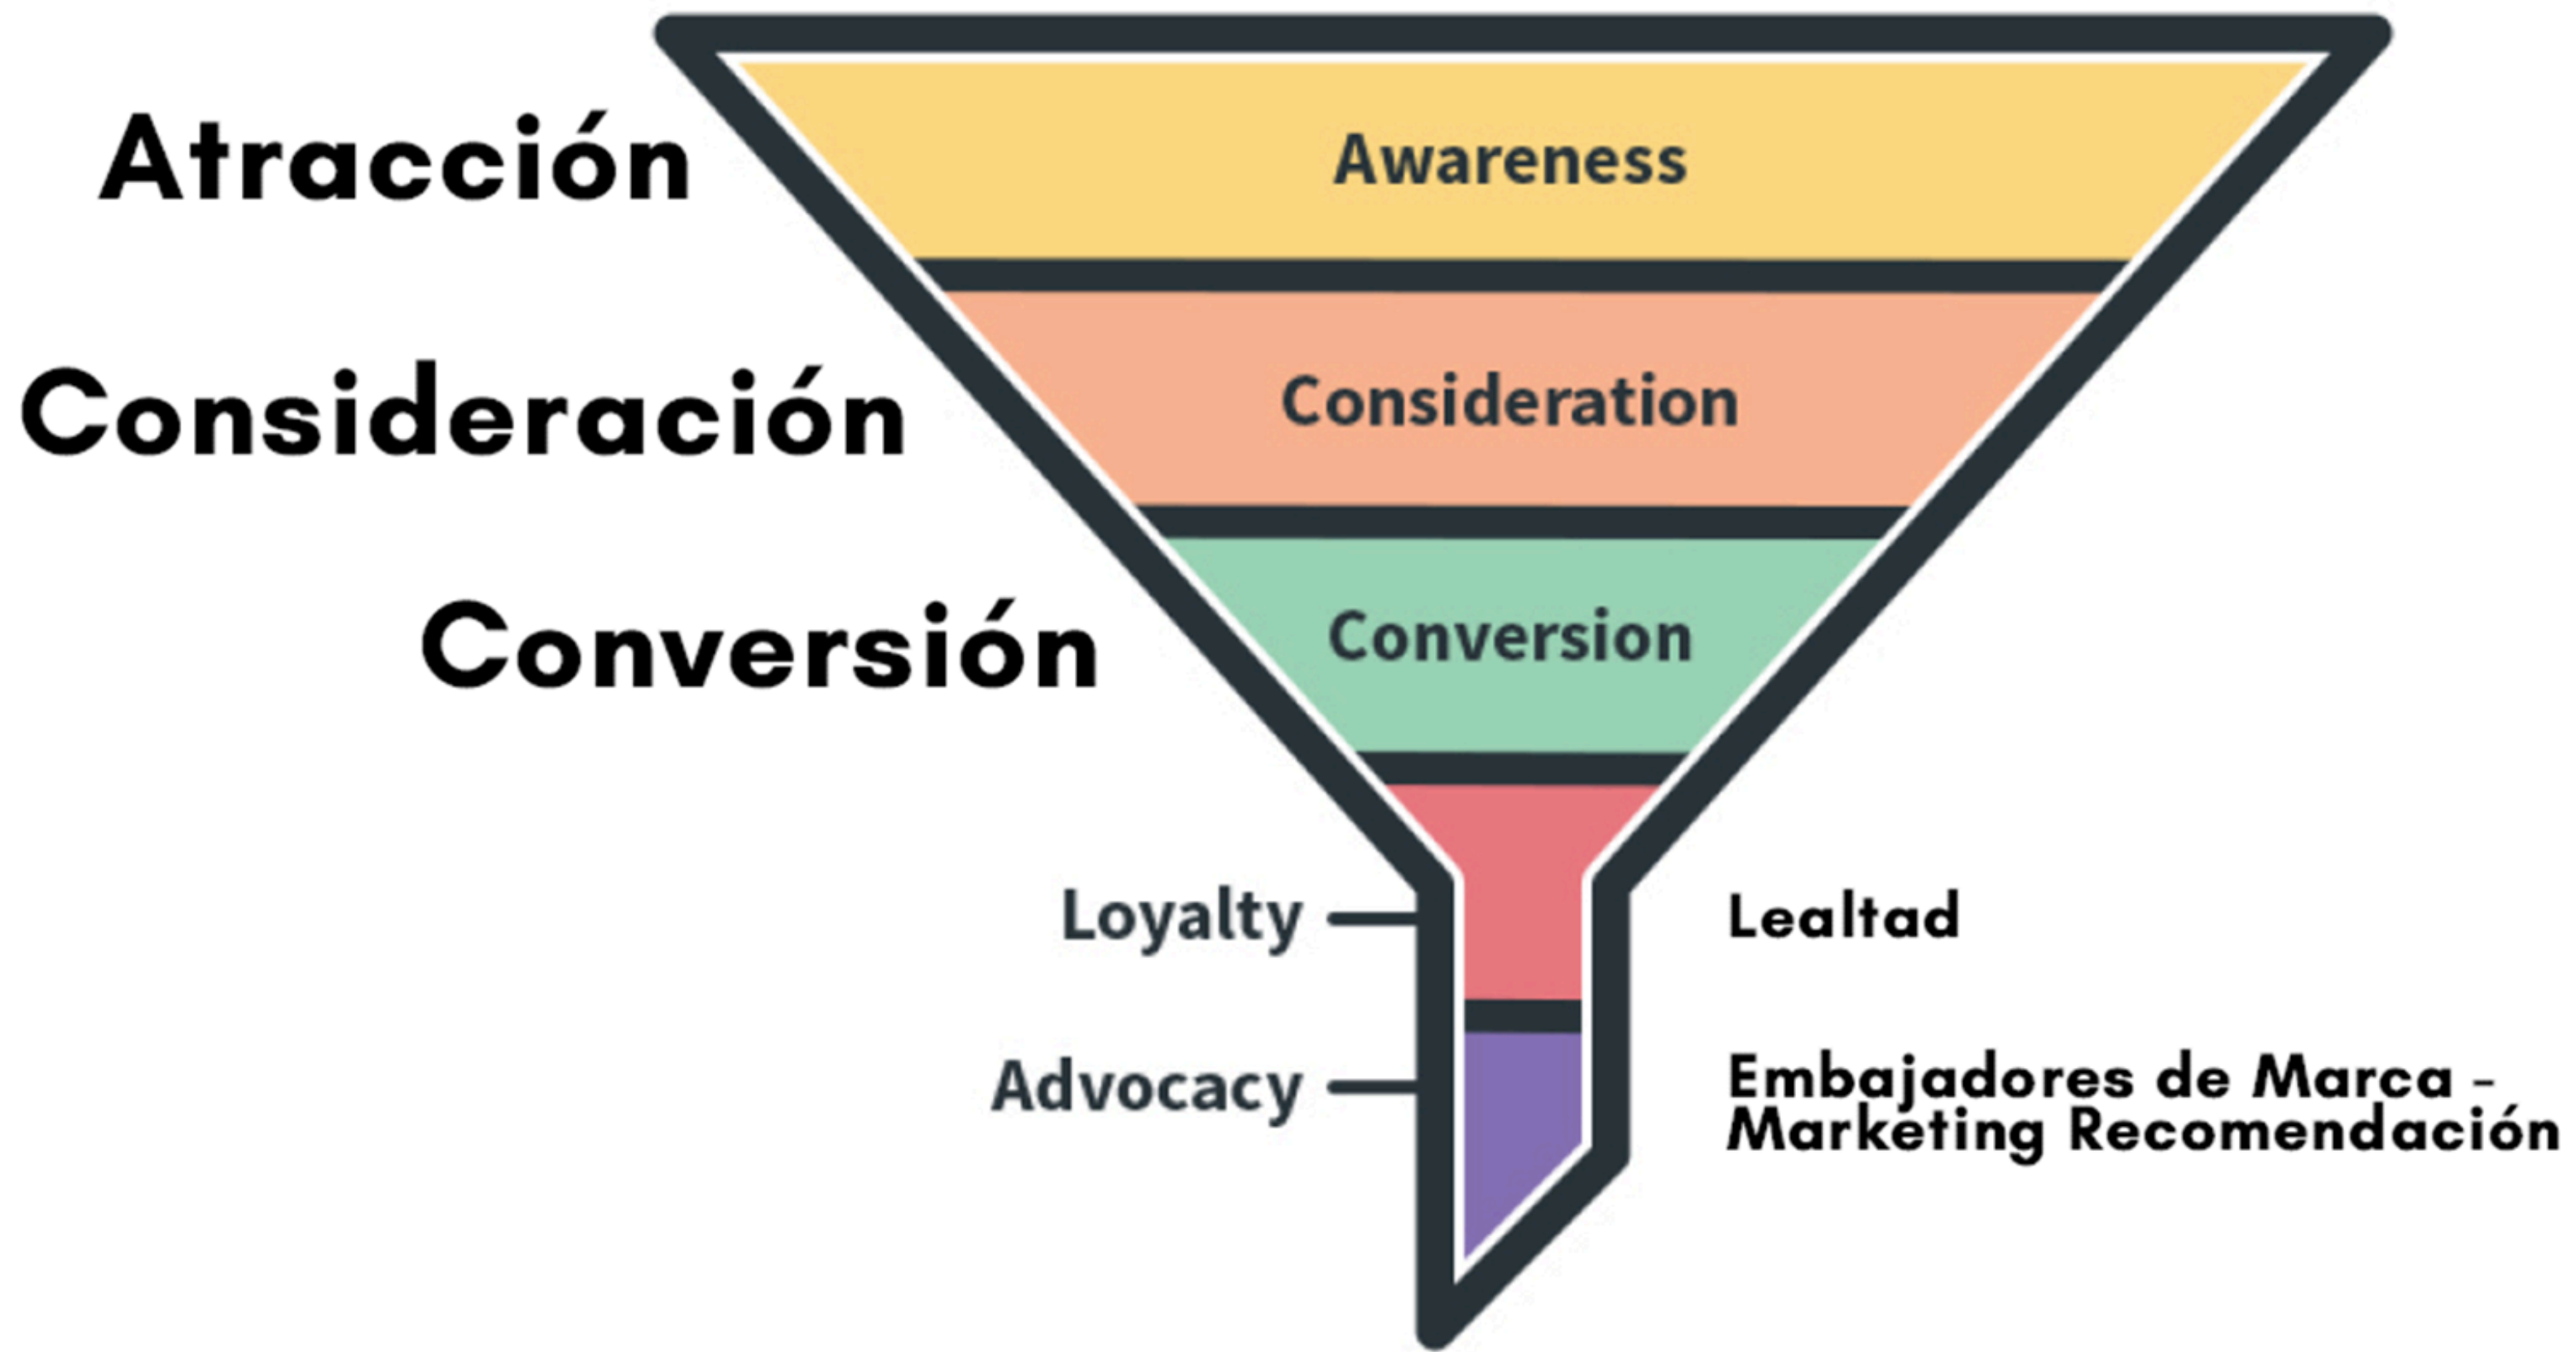 Atracción
Awareness
Consideración
Consideration
Conversión
Conversion
Loyalty
Lealtad
Advocacy
Embajadores de Marca -
Marketing Recomendación